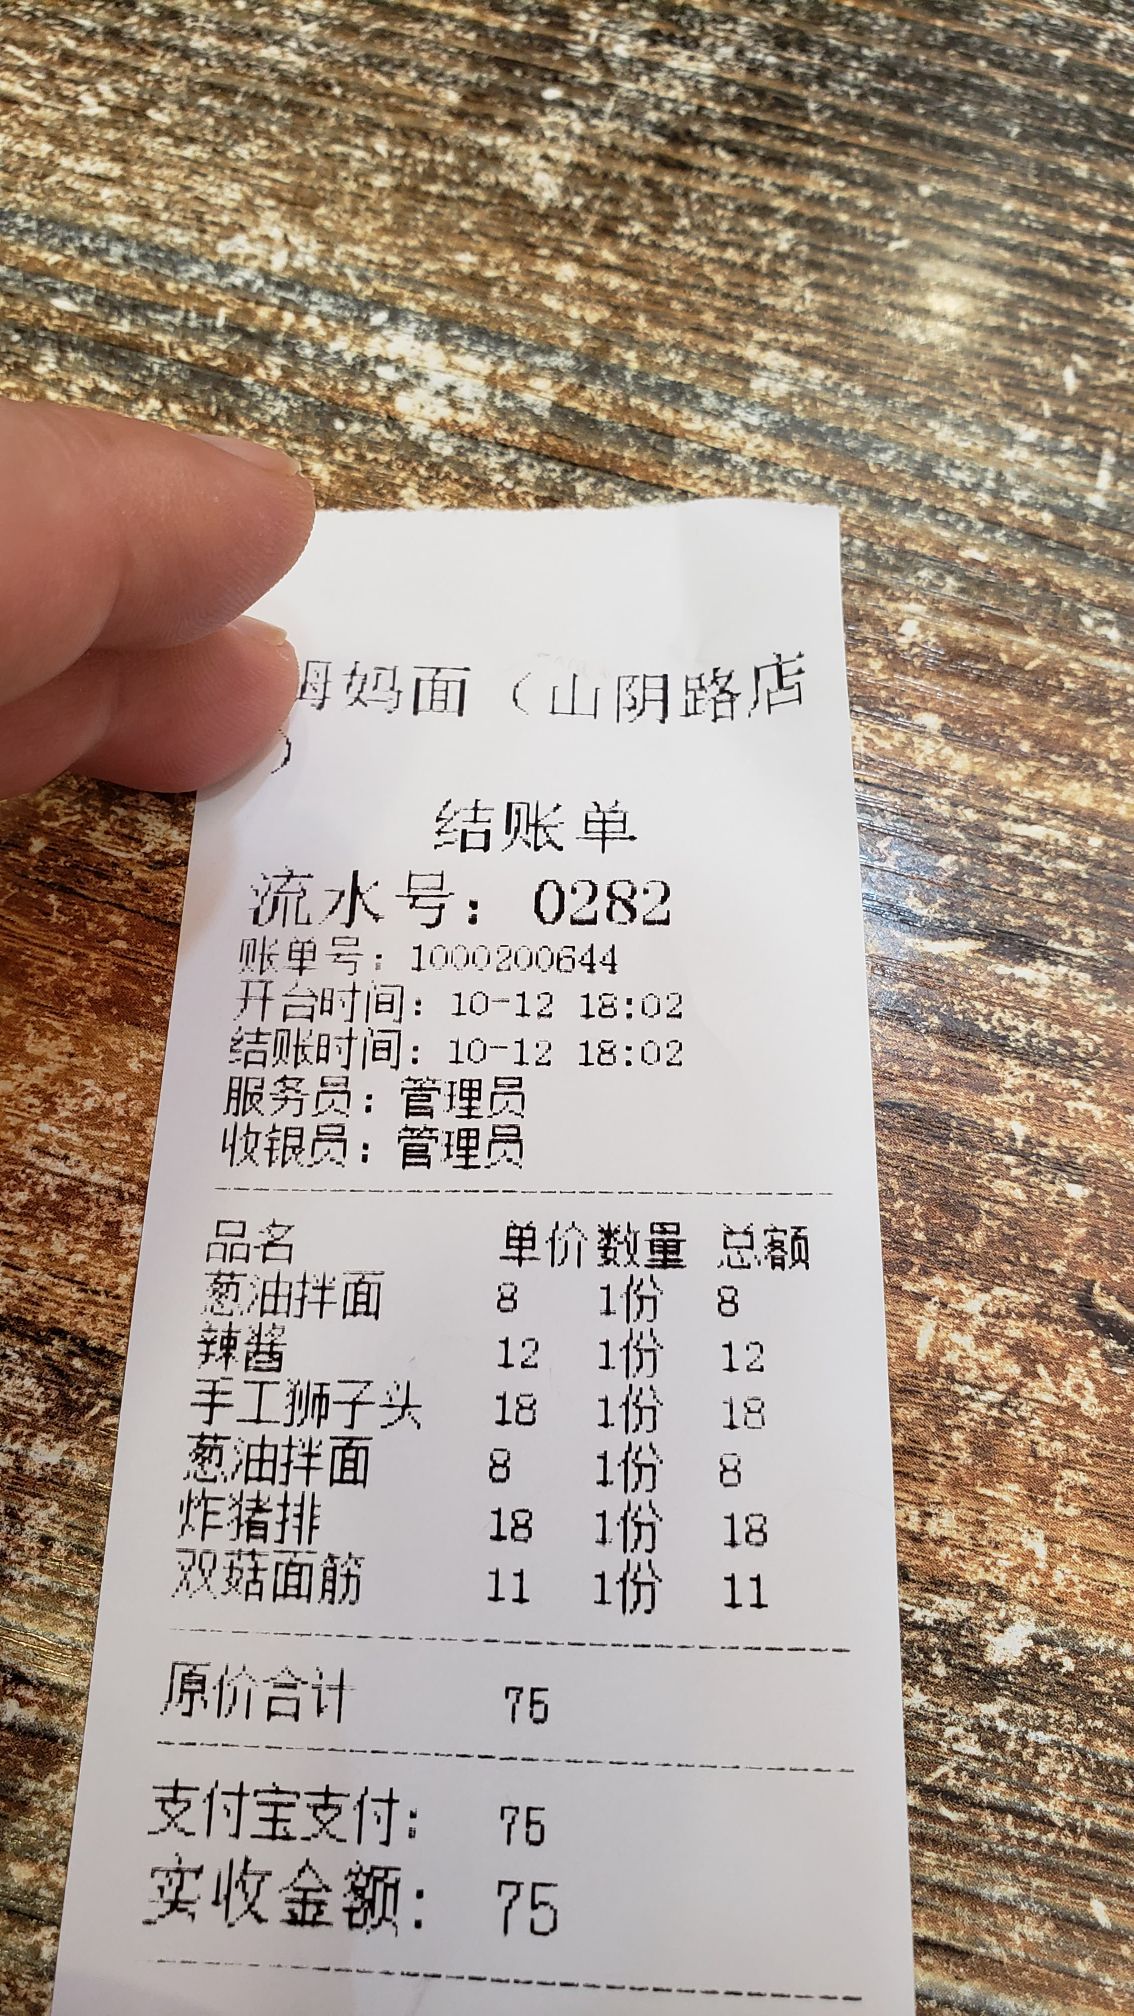 姆妈面（山阴路店
）
结账单
流水号：0282
账单号：1000200644
开台时间：10-12 18:02
结账时间：10-12 18:02
服务员：管理员
收银员：管理员
品名 单价 数量 总额
葱油拌面 8 1份 8
辣酱 12 1份 12
手工狮子头 18 1份 18
葱油拌面 8 1份 8
炸猪排 18 1份 18
双菇面筋 11 1份 11
原价合计 75
支付宝支付： 75
实收金额： 75